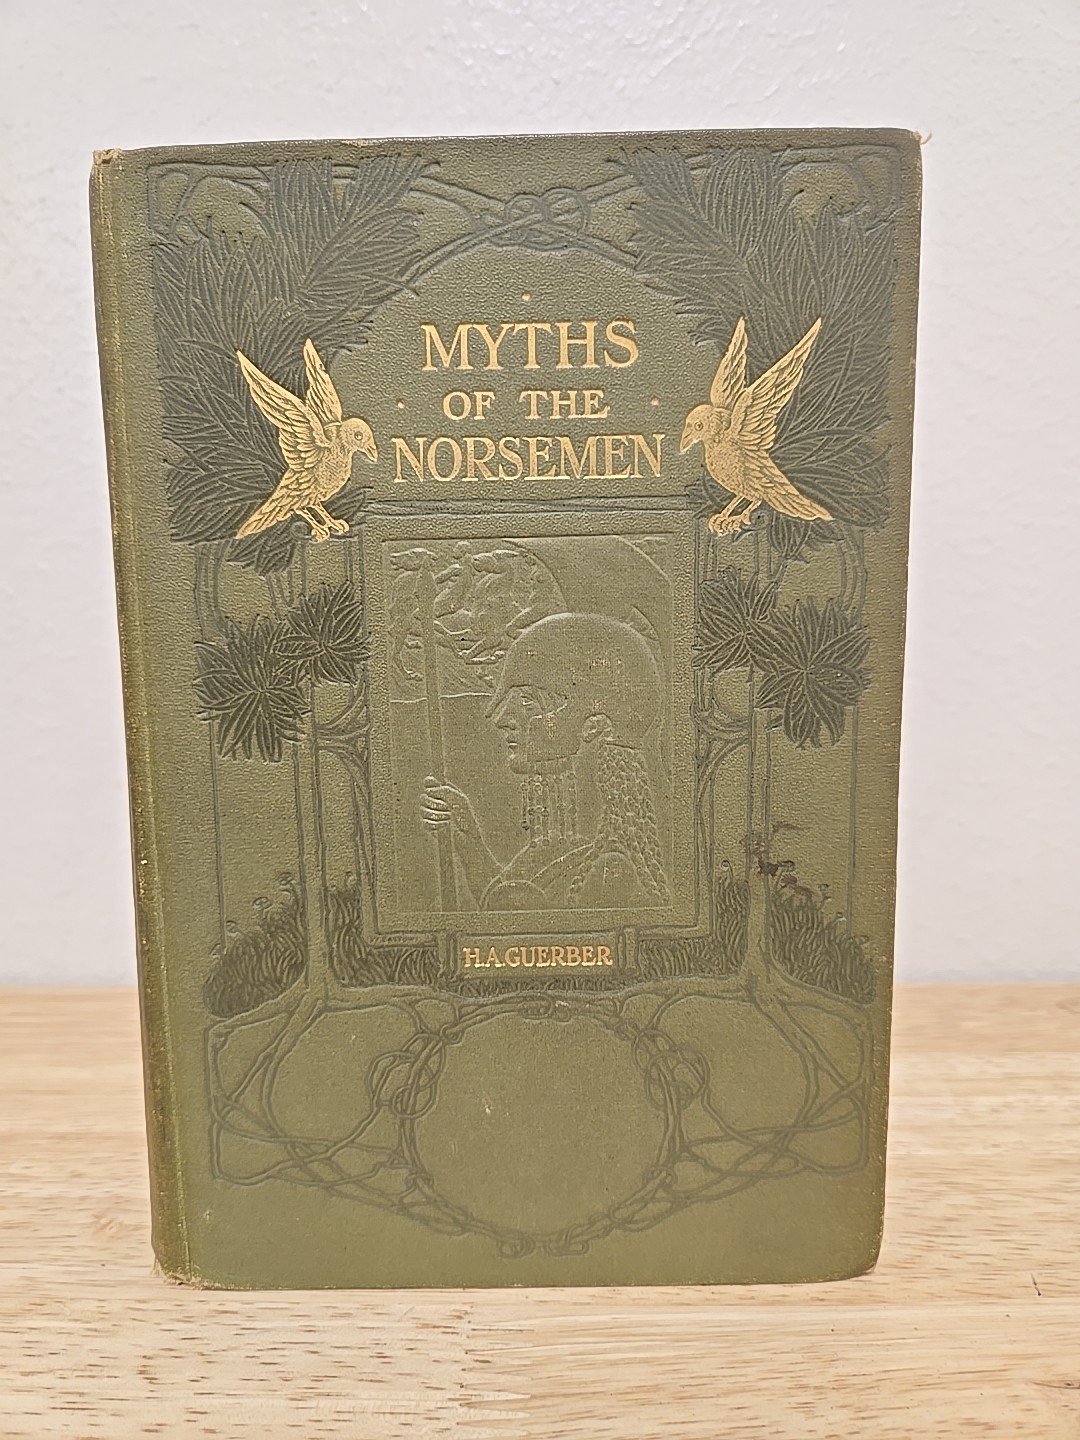 MYTHS
· OF THE ·
NORSEMEN
H.A.GUERBER